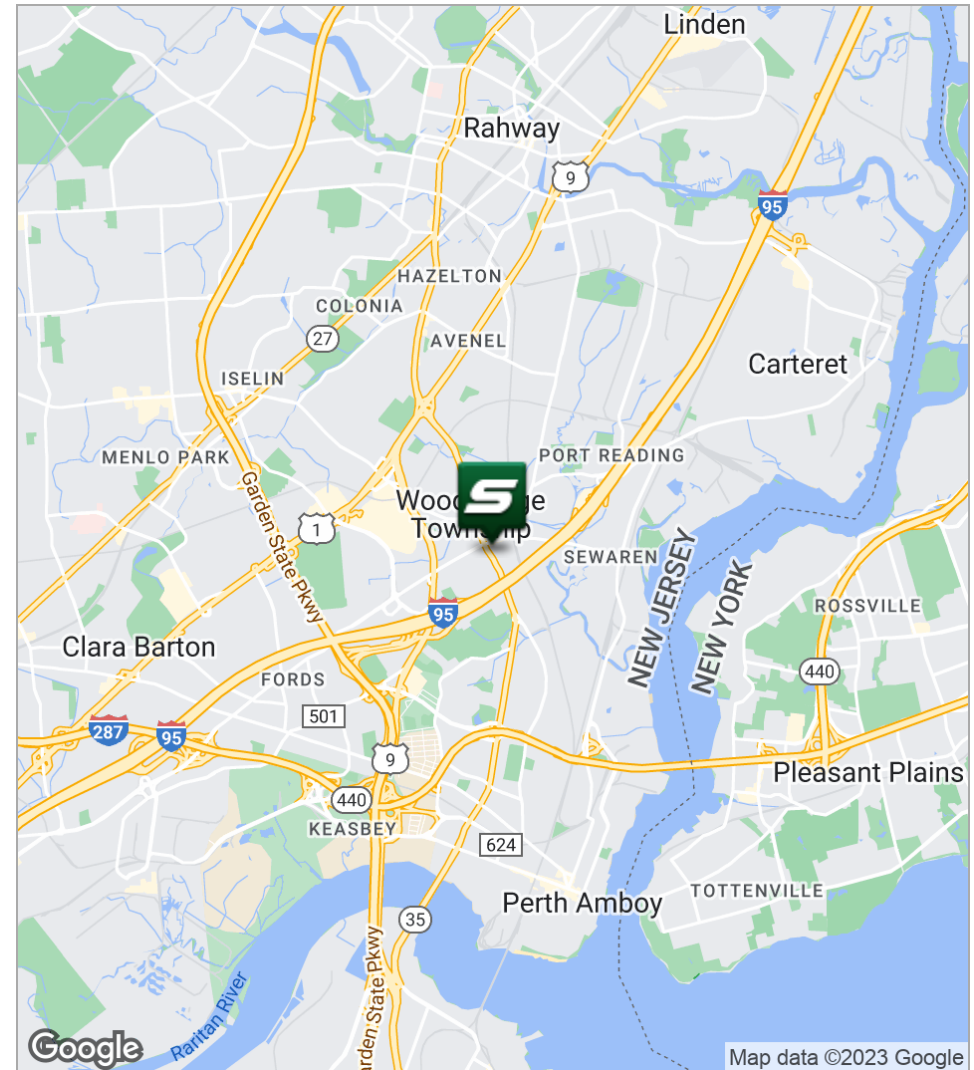 Linden
Rahway
9
95
HAZELTON
COLONIA
27
AVENEL
Carteret
ISELIN
MENLO PARK
PORT READING
Garden State Pkwy
S
Township
1
SEWAREN
NEW JERSEY
NEW YORK
95
ROSSVILLE
Clara Barton
440
FORDS
501
287
95
9
Pleasant Plains
440
KEASBEY
624
TOTTENVILLE
Perth Amboy
35
Raritan River
State Pkwy
Google
Map data ©2023 Google